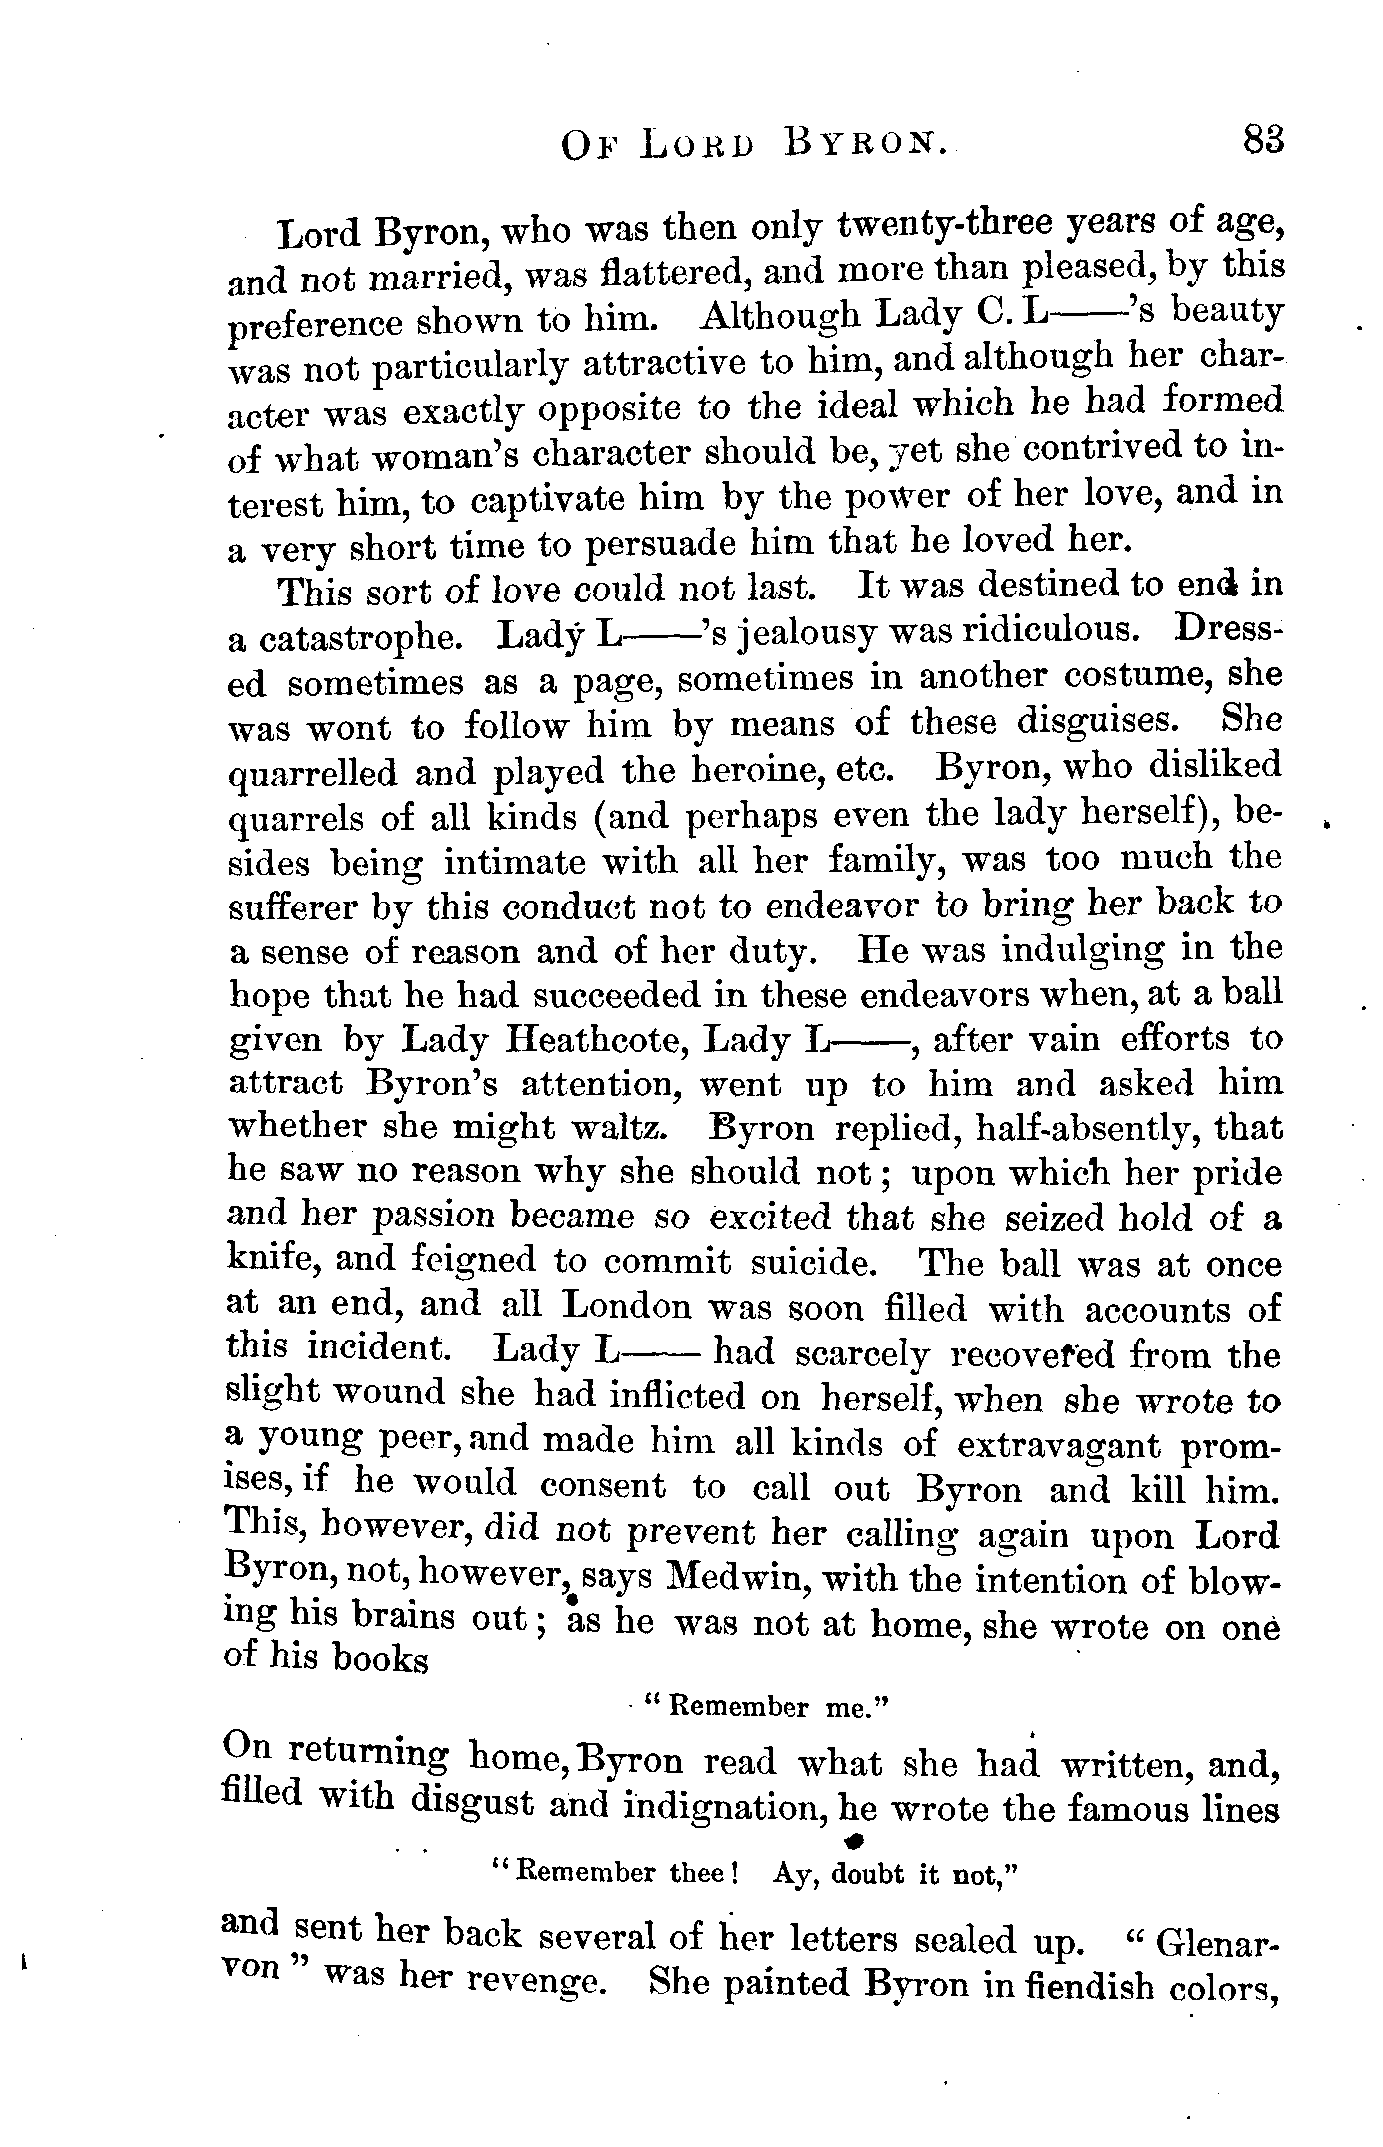 OF LORD BYRON. 83
Lord Byron, who was then only twenty-three years of age,
and not married, was flattered, and more than pleased, by this
preference shown to him. Although Lady C. L——'s beauty
was not particularly attractive to him, and although her char-
acter was exactly opposite to the ideal which he had formed
of what woman's character should be, yet she contrived to in-
terest him, to captivate him by the power of her love, and in
a very short time to persuade him that he loved her.
This sort of love could not last. It was destined to end in
a catastrophe. Lady L——'s jealousy was ridiculous. Dress-
ed sometimes as a page, sometimes in another costume, she
was wont to follow him by means of these disguises. She
quarrelled and played the heroine, etc. Byron, who disliked
quarrels of all kinds (and perhaps even the lady herself), be-
sides being intimate with all her family, was too much the
sufferer by this conduct not to endeavor to bring her back to
a sense of reason and of her duty. He was indulging in the
hope that he had succeeded in these endeavors when, at a ball
given by Lady Heathcote, Lady L——, after vain efforts to
attract Byron's attention, went up to him and asked him
whether she might waltz. Byron replied, half-absently, that
he saw no reason why she should not; upon which her pride
and her passion became so excited that she seized hold of a
knife, and feigned to commit suicide. The ball was at once
at an end, and all London was soon filled with accounts of
this incident. Lady L—— had scarcely recovered from the
slight wound she had inflicted on herself, when she wrote to
a young peer, and made him all kinds of extravagant prom-
ises, if he would consent to call out Byron and kill him.
This, however, did not prevent her calling again upon Lord
Byron, not, however, says Medwin, with the intention of blow-
ing his brains out; as he was not at home, she wrote on one
of his books
"Remember me."
On returning home, Byron read what she had written, and,
filled with disgust and indignation, he wrote the famous lines
"Remember thee! Ay, doubt it not,"
and sent her back several of her letters sealed up. "Glenar-
von" was her revenge. She painted Byron in fiendish colors,